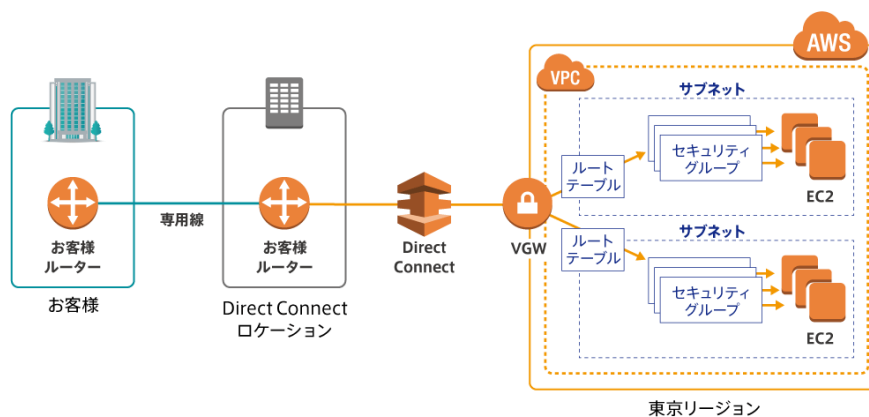 AWS
VPC
サブネット
ルート
テーブル
セキュリティ
グループ
EC2
お客様
ルーター
専用線
お客様
ルーター
Direct
Connect
VGW
サブネット
ルート
テーブル
セキュリティ
グループ
EC2
お客様
Direct Connect
ロケーション
東京リージョン